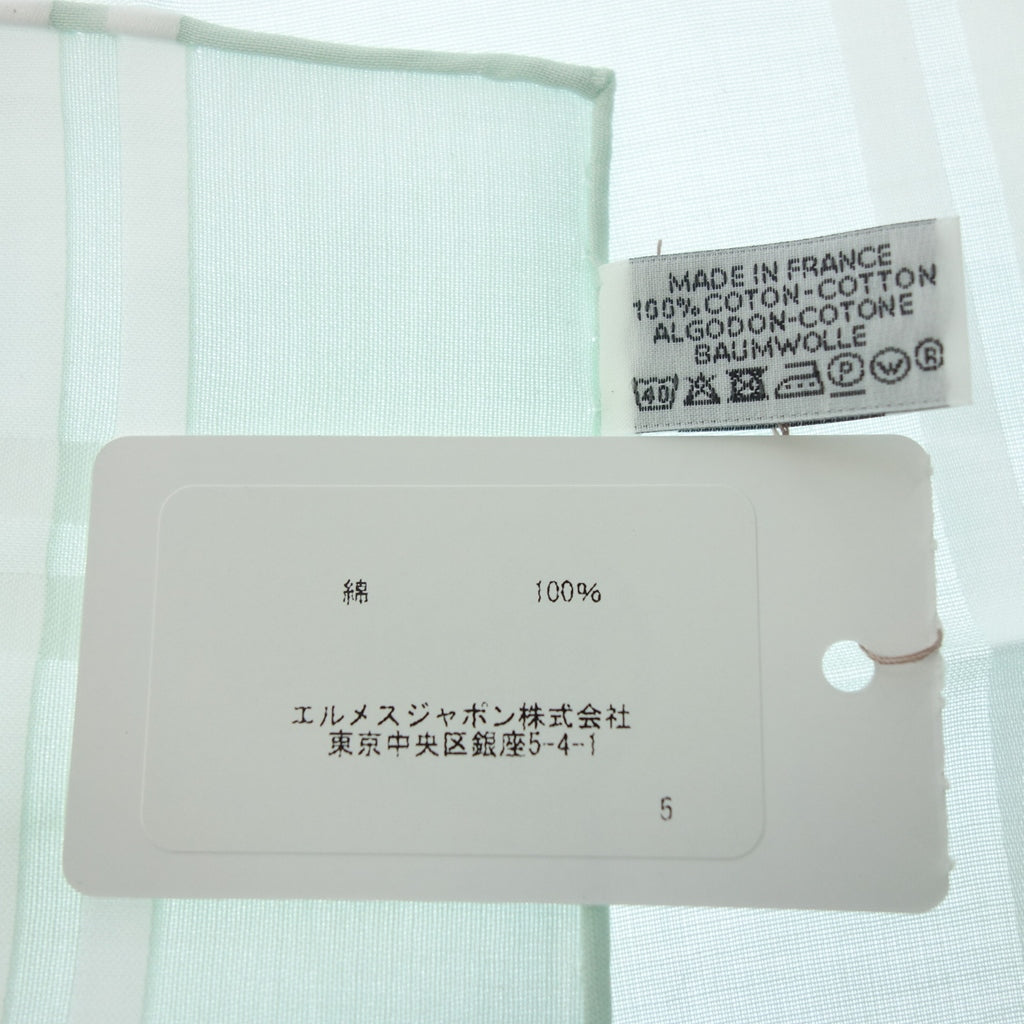 MADE IN FRANCE
100% COTON-COTTON
ALGODON-COTONE
BAUMWOLLE
40 P W R
綿 100%
エルメスジャポン株式会社
東京中央区銀座5-4-1
5